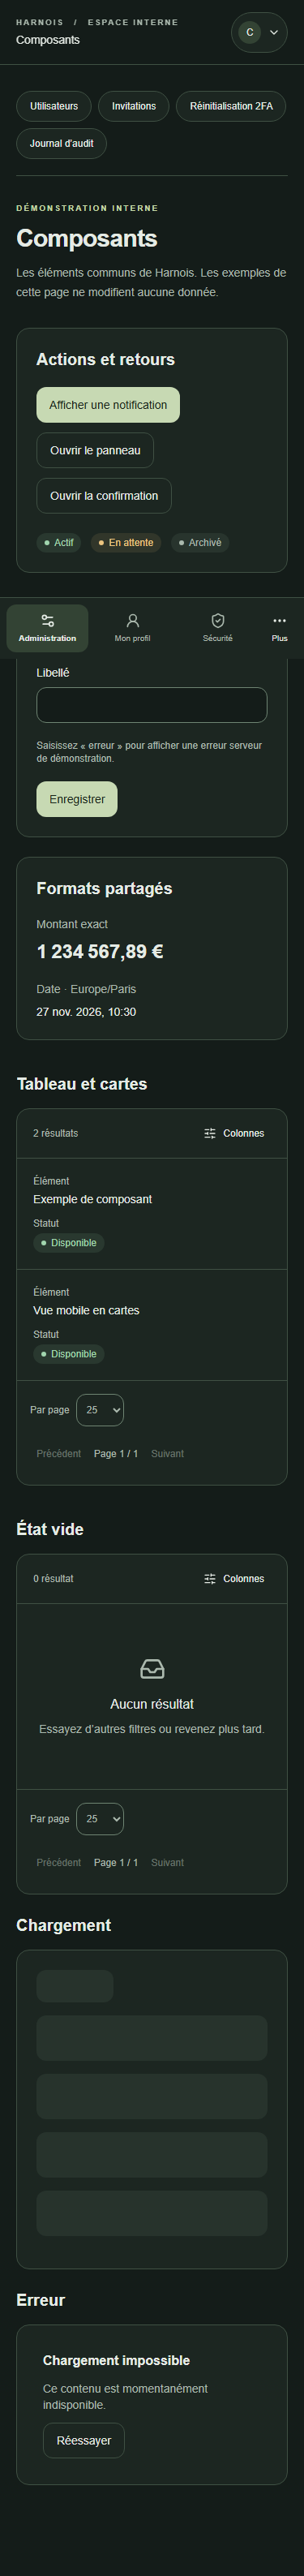 HARNOIS / ESPACE INTERNE
Composants
C
Utilisateurs Invitations Réinitialisation 2FA
Journal d'audit
DÉMONSTRATION INTERNE
Composants
Les éléments communs de Harnois. Les exemples de
cette page ne modifient aucune donnée.
Actions et retours
Afficher une notification
Ouvrir le panneau
Ouvrir la confirmation
Actif En attente Archivé
Administration Mon profil Sécurité Plus
Libellé
Saisissez « erreur » pour afficher une erreur serveur
de démonstration.
Enregistrer
Formats partagés
Montant exact
1 234 567,89 €
Date · Europe/Paris
27 nov. 2026, 10:30
Tableau et cartes
2 résultats Colonnes
Élément
Exemple de composant
Statut
Disponible
Élément
Vue mobile en cartes
Statut
Disponible
Par page 25
Précédent Page 1 / 1 Suivant
État vide
0 résultat Colonnes
Aucun résultat
Essayez d'autres filtres ou revenez plus tard.
Par page 25
Précédent Page 1 / 1 Suivant
Chargement
Erreur
Chargement impossible
Ce contenu est momentanément
indisponible.
Réessayer